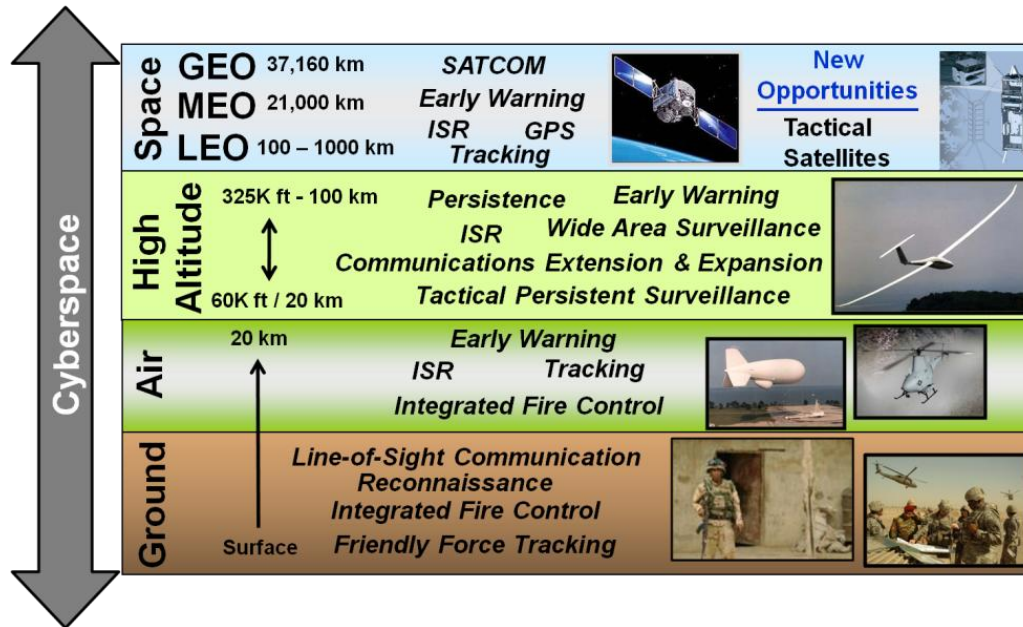 Cyberspace
Space
GEO 37,160 km
MEO 21,000 km
LEO 100 – 1000 km
SATCOM
Early Warning
ISR GPS
Tracking
New
Opportunities
Tactical
Satellites
High
Altitude
325K ft - 100 km
60K ft / 20 km
Persistence Early Warning
ISR Wide Area Surveillance
Communications Extension & Expansion
Tactical Persistent Surveillance
Air
20 km
Early Warning
ISR Tracking
Integrated Fire Control
Ground
Surface
Line-of-Sight Communication
Reconnaissance
Integrated Fire Control
Friendly Force Tracking